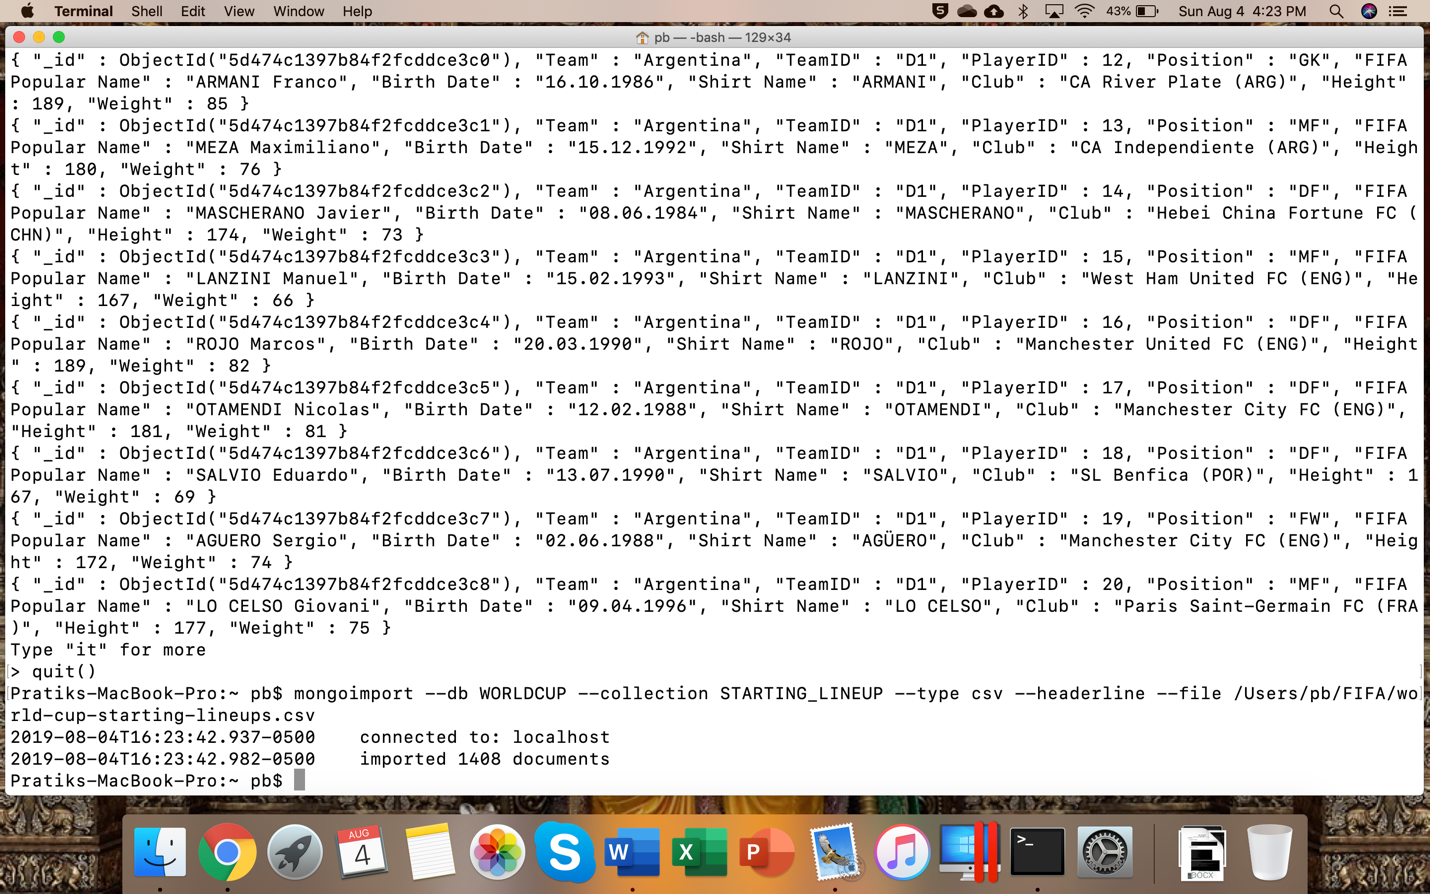 Terminal Shell Edit View Window Help 43% Sun Aug 4 4:23 PM
pb — -bash — 129×34
{ "_id" : ObjectId("5d474c1397b84f2fcddce3c0"), "Team" : "Argentina", "TeamID" : "D1", "PlayerID" : 12, "Position" : "GK", "FIFA
Popular Name" : "ARMANI Franco", "Birth Date" : "16.10.1986", "Shirt Name" : "ARMANI", "Club" : "CA River Plate (ARG)", "Height"
: 189, "Weight" : 85 }
{ "_id" : ObjectId("5d474c1397b84f2fcddce3c1"), "Team" : "Argentina", "TeamID" : "D1", "PlayerID" : 13, "Position" : "MF", "FIFA
Popular Name" : "MEZA Maximiliano", "Birth Date" : "15.12.1992", "Shirt Name" : "MEZA", "Club" : "CA Independiente (ARG)", "Heigh
t" : 180, "Weight" : 76 }
{ "_id" : ObjectId("5d474c1397b84f2fcddce3c2"), "Team" : "Argentina", "TeamID" : "D1", "PlayerID" : 14, "Position" : "DF", "FIFA
Popular Name" : "MASCHERANO Javier", "Birth Date" : "08.06.1984", "Shirt Name" : "MASCHERANO", "Club" : "Hebei China Fortune FC (
CHN)", "Height" : 174, "Weight" : 73 }
{ "_id" : ObjectId("5d474c1397b84f2fcddce3c3"), "Team" : "Argentina", "TeamID" : "D1", "PlayerID" : 15, "Position" : "MF", "FIFA
Popular Name" : "LANZINI Manuel", "Birth Date" : "15.02.1993", "Shirt Name" : "LANZINI", "Club" : "West Ham United FC (ENG)", "He
ight" : 167, "Weight" : 66 }
{ "_id" : ObjectId("5d474c1397b84f2fcddce3c4"), "Team" : "Argentina", "TeamID" : "D1", "PlayerID" : 16, "Position" : "DF", "FIFA
Popular Name" : "ROJO Marcos", "Birth Date" : "20.03.1990", "Shirt Name" : "ROJO", "Club" : "Manchester United FC (ENG)", "Height
" : 189, "Weight" : 82 }
{ "_id" : ObjectId("5d474c1397b84f2fcddce3c5"), "Team" : "Argentina", "TeamID" : "D1", "PlayerID" : 17, "Position" : "DF", "FIFA
Popular Name" : "OTAMENDI Nicolas", "Birth Date" : "12.02.1988", "Shirt Name" : "OTAMENDI", "Club" : "Manchester City FC (ENG)",
"Height" : 181, "Weight" : 81 }
{ "_id" : ObjectId("5d474c1397b84f2fcddce3c6"), "Team" : "Argentina", "TeamID" : "D1", "PlayerID" : 18, "Position" : "DF", "FIFA
Popular Name" : "SALVIO Eduardo", "Birth Date" : "13.07.1990", "Shirt Name" : "SALVIO", "Club" : "SL Benfica (POR)", "Height" : 1
67, "Weight" : 69 }
{ "_id" : ObjectId("5d474c1397b84f2fcddce3c7"), "Team" : "Argentina", "TeamID" : "D1", "PlayerID" : 19, "Position" : "FW", "FIFA
Popular Name" : "AGUERO Sergio", "Birth Date" : "02.06.1988", "Shirt Name" : "AGÜERO", "Club" : "Manchester City FC (ENG)", "Heig
ht" : 172, "Weight" : 74 }
{ "_id" : ObjectId("5d474c1397b84f2fcddce3c8"), "Team" : "Argentina", "TeamID" : "D1", "PlayerID" : 20, "Position" : "MF", "FIFA
Popular Name" : "LO CELSO Giovani", "Birth Date" : "09.04.1996", "Shirt Name" : "LO CELSO", "Club" : "Paris Saint-Germain FC (FRA
)", "Height" : 177, "Weight" : 75 }
Type "it" for more
> quit()
Pratiks-MacBook-Pro:~ pb$ mongoimport --db WORLDCUP --collection STARTING_LINEUP --type csv --headerline --file /Users/pb/FIFA/wo
rld-cup-starting-lineups.csv
2019-08-04T16:23:42.937-0500 connected to: localhost
2019-08-04T16:23:42.982-0500 imported 1408 documents
Pratiks-MacBook-Pro:~ pb$
AUG
4
S
W
X
P
>_
DOCX